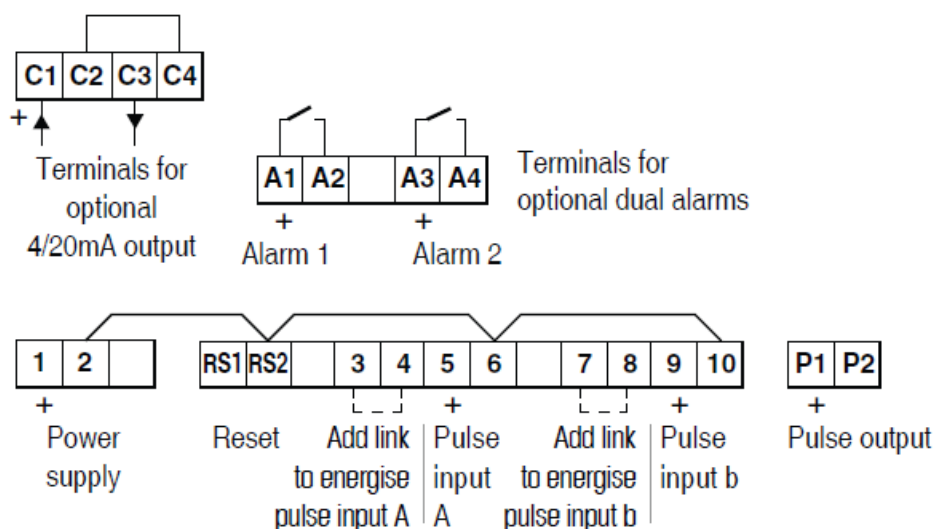 C1 C2 C3 C4
+
Terminals for
optional
4/20mA output
A1 A2 A3 A4
+ +
Alarm 1 Alarm 2
Terminals for
optional dual alarms
1 2 RS1 RS2 3 4 5 6 7 8 9 10 P1 P2
+ + + +
Power
supply
Reset
Add link
to energise
pulse input A
Pulse
input
A
Add link
to energise
pulse input b
Pulse
input b
Pulse output